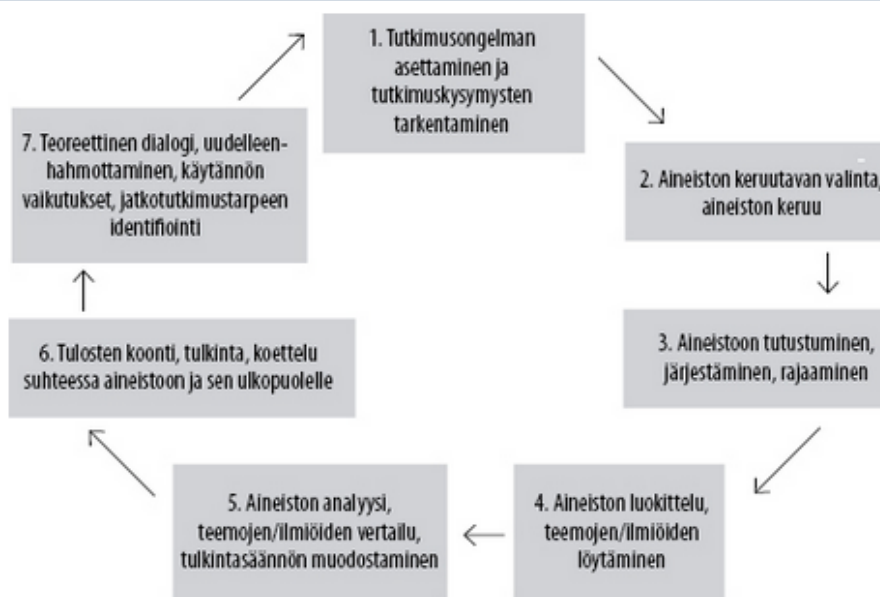 1. Tutkimusongelman
asettaminen ja
tutkimuskysymysten
tarkentaminen
2. Aineiston keruutavan valinta,
aineiston keruu
3. Aineistoon tutustuminen,
järjestäminen, rajaaminen
4. Aineiston luokittelu,
teemojen/ilmiöiden
löytäminen
5. Aineiston analyysi,
teemojen/ilmiöiden vertailu,
tulkintasäännön muodostaminen
6. Tulosten koonti, tulkinta, koettelu
suhteessa aineistoon ja sen ulkopuolelle
7. Teoreettinen dialogi, uudelleen-
hahmottaminen, käytännön
vaikutukset, jatkotutkimustarpeen
identifiointi